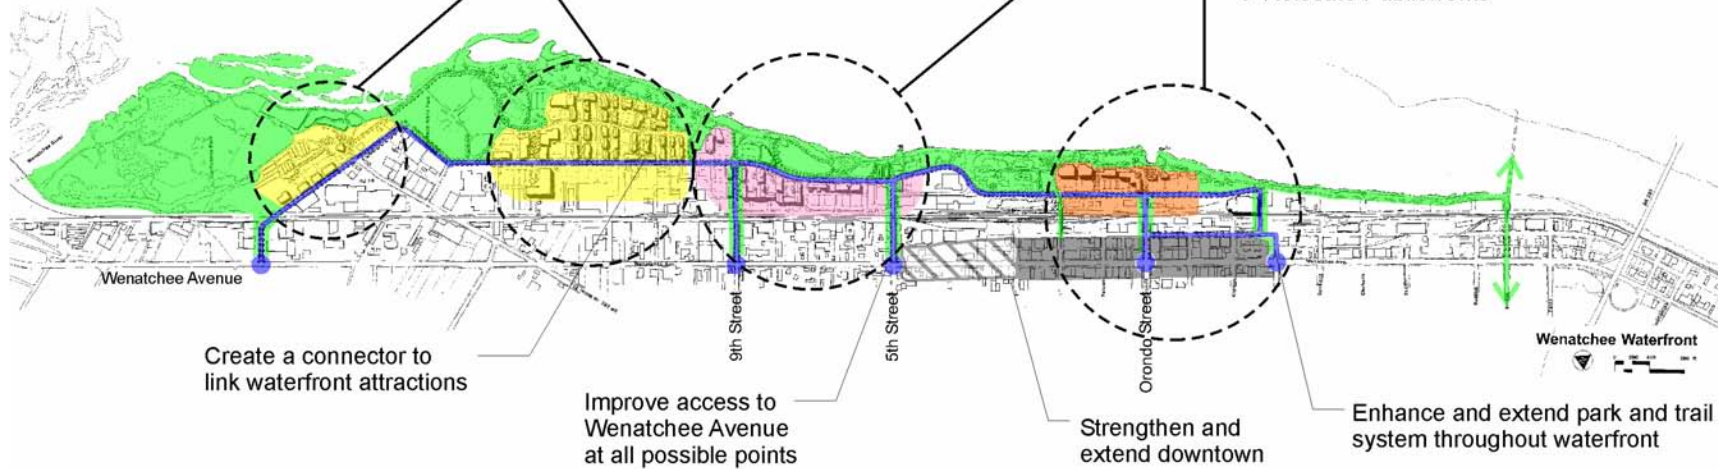 Wenatchee Avenue
9th Street
5th Street
Orondo Street
Wenatchee Waterfront
Create a connector to
link waterfront attractions
Improve access to
Wenatchee Avenue
at all possible points
Strengthen and
extend downtown
Enhance and extend park and trail
system throughout waterfront